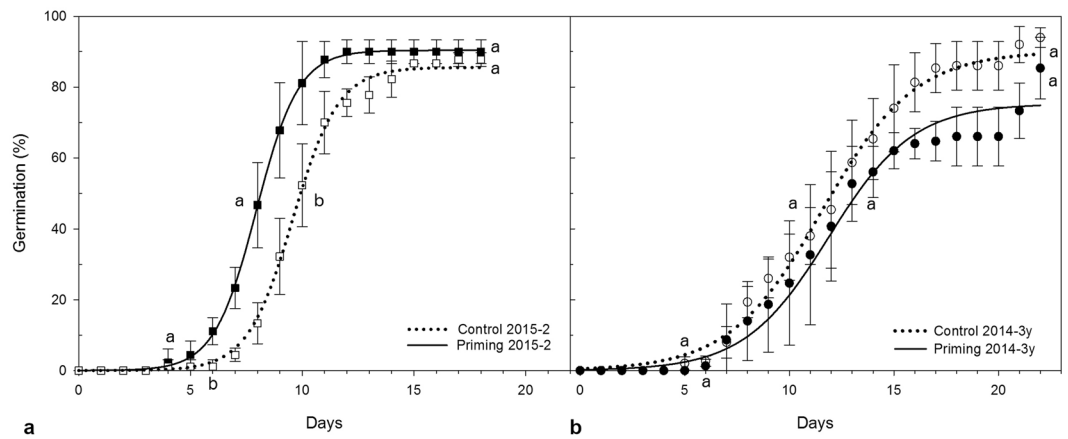 100
80
60
40
20
0
Germination (%)
a
a
a
b
a
b
Control 2015-2
Priming 2015-2
0 5 10 15 20
Days
a
a
a
a
a
a
a
Control 2014-3y
Priming 2014-3y
0 5 10 15 20
Days
b